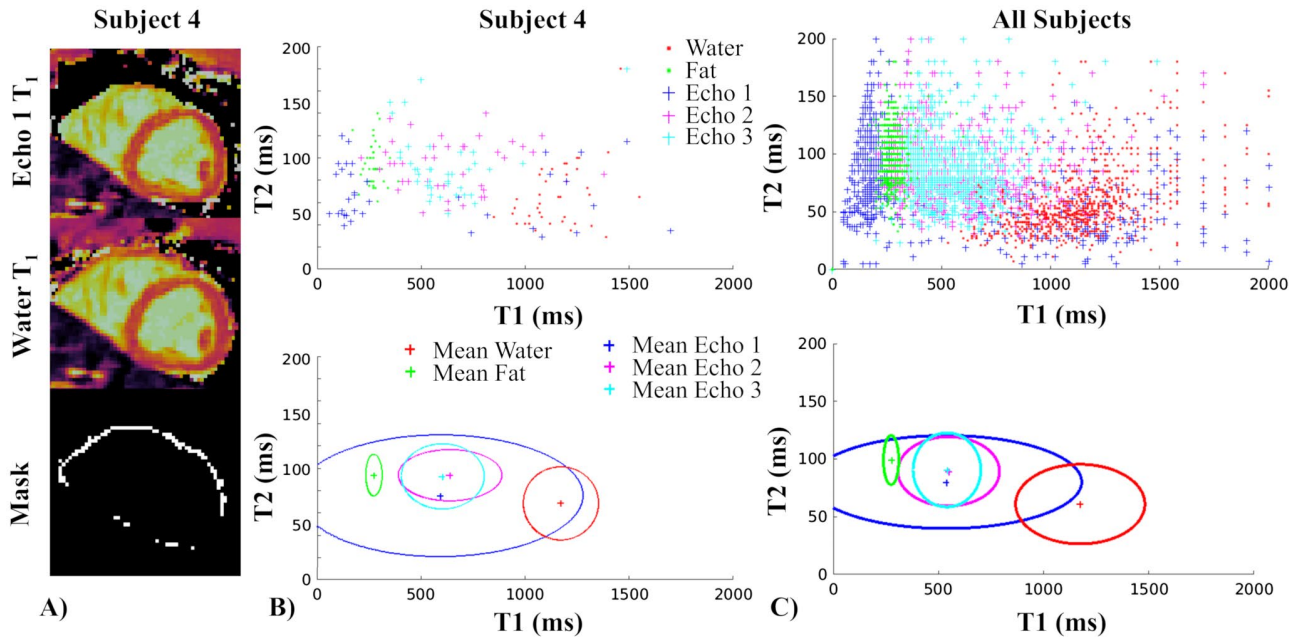 Subject 4
Subject 4
All Subjects
Echo 1 T1
Water T1
Mask
A)
200
150
100
50
0
T2 (ms)
0
500
1000
1500
2000
T1 (ms)
Water
Fat
Echo 1
Echo 2
Echo 3
200
150
100
50
0
T2 (ms)
0
500
1000
1500
2000
T1 (ms)
Mean Water
Mean Fat
Mean Echo 1
Mean Echo 2
Mean Echo 3
200
150
100
50
0
T2 (ms)
0
500
1000
1500
2000
B)
T1 (ms)
200
150
100
50
0
T2 (ms)
0
500
1000
1500
2000
C)
T1 (ms)